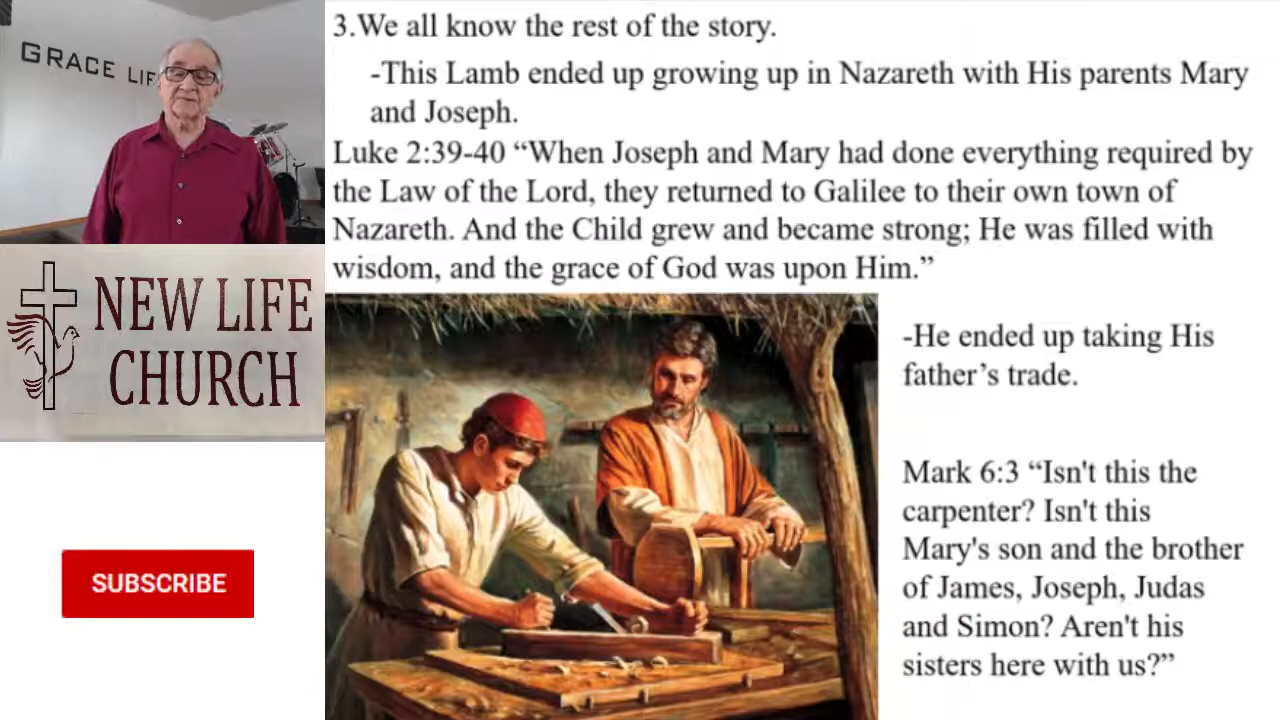 GRACE LIF
NEW LIFE
CHURCH
SUBSCRIBE
3.We all know the rest of the story.
-This Lamb ended up growing up in Nazareth with His parents Mary
and Joseph.
Luke 2:39-40 “When Joseph and Mary had done everything required by
the Law of the Lord, they returned to Galilee to their own town of
Nazareth. And the Child grew and became strong; He was filled with
wisdom, and the grace of God was upon Him.”
-He ended up taking His
father’s trade.
Mark 6:3 “Isn't this the
carpenter? Isn't this
Mary's son and the brother
of James, Joseph, Judas
and Simon? Aren't his
sisters here with us?”